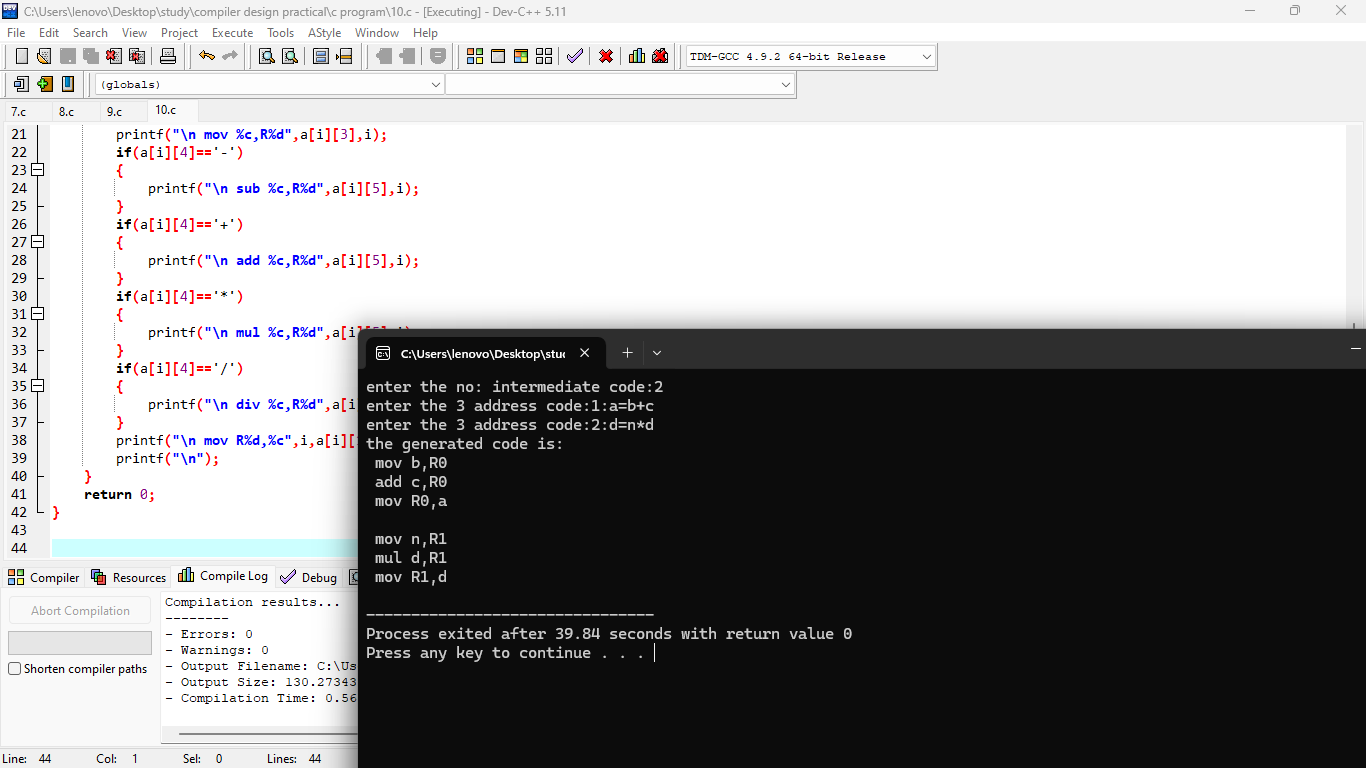 C:\Users\lenovo\Desktop\study\compiler design practical\c program\10.c - [Executing] - Dev-C++ 5.11
File Edit Search View Project Execute Tools AStyle Window Help
TDM-GCC 4.9.2 64-bit Release
(globals)
7.c 8.c 9.c 10.c
21 printf("\n mov %c,R%d",a[i][3],i);
22 if(a[i][4]=='-')
23 {
24 printf("\n sub %c,R%d",a[i][5],i);
25 }
26 if(a[i][4]=='+')
27 {
28 printf("\n add %c,R%d",a[i][5],i);
29 }
30 if(a[i][4]=='*')
31 {
32 printf("\n mul %c,R%d",a[i]
33 }
34 if(a[i][4]=='/')
35 {
36 printf("\n div %c,R%d",a[i
37 }
38 printf("\n mov R%d,%c",i,a[i][
39 printf("\n");
40 }
41 return 0;
42 }
43
44
C:\Users\lenovo\Desktop\stu
enter the no: intermediate code:2
enter the 3 address code:1:a=b+c
enter the 3 address code:2:d=n*d
the generated code is:
mov b,R0
add c,R0
mov R0,a
mov n,R1
mul d,R1
mov R1,d
--------------------------------
Process exited after 39.84 seconds with return value 0
Press any key to continue . . .
Compiler Resources Compile Log Debug
Abort Compilation
Shorten compiler paths
Compilation results...
--------
- Errors: 0
- Warnings: 0
- Output Filename: C:\Us
- Output Size: 130.27343
- Compilation Time: 0.56
Line: 44 Col: 1 Sel: 0 Lines: 44